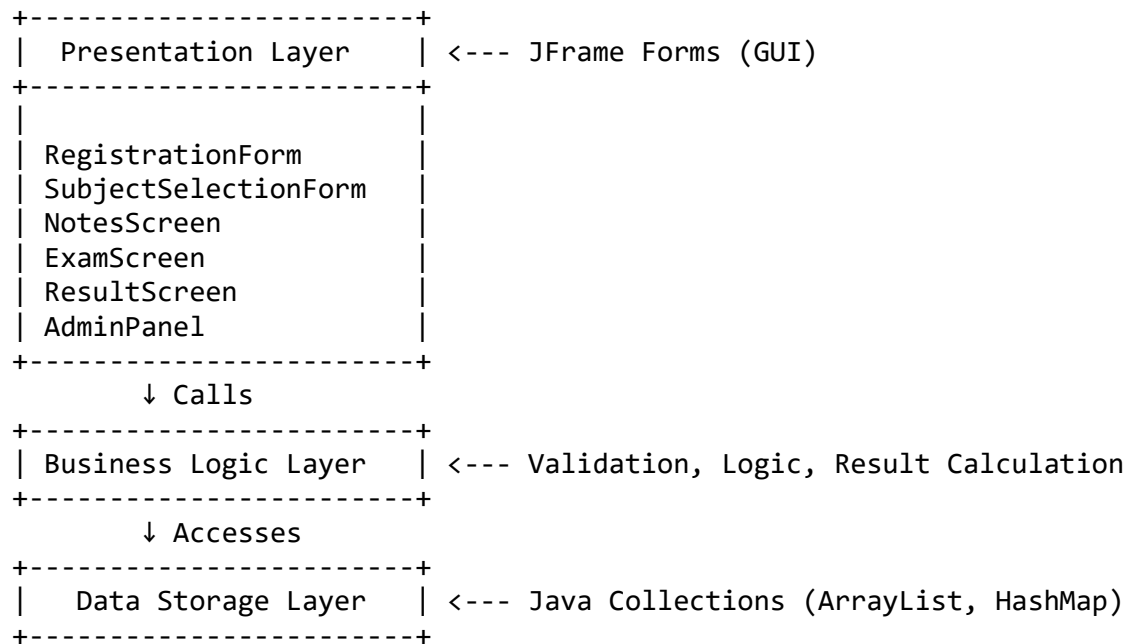 +------------------------+
|  Presentation Layer    | <--- JFrame Forms (GUI)
+------------------------+
|                        |
| RegistrationForm       |
| SubjectSelectionForm   |
| NotesScreen            |
| ExamScreen             |
| ResultScreen           |
| AdminPanel             |
+------------------------+
        ↓ Calls
+------------------------+
| Business Logic Layer   | <--- Validation, Logic, Result Calculation
+------------------------+
        ↓ Accesses
+------------------------+
|   Data Storage Layer   | <--- Java Collections (ArrayList, HashMap)
+------------------------+